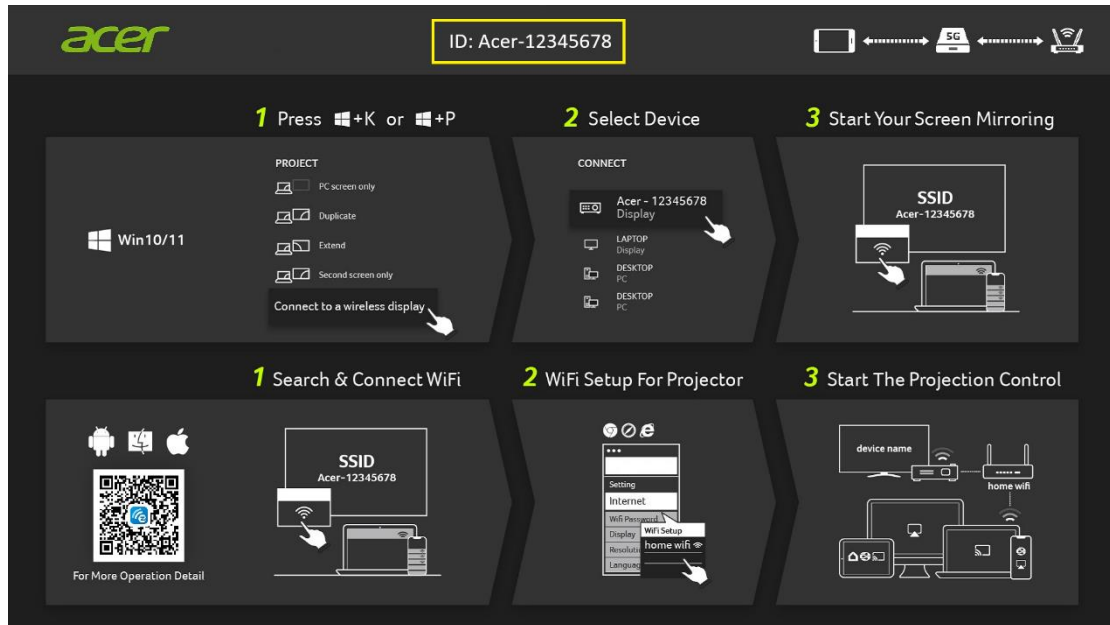 acer
ID: Acer-12345678
5G
1 Press +K or +P
2 Select Device
3 Start Your Screen Mirroring
Win10/11
PROJECT
PC screen only
Duplicate
Extend
Second screen only
Connect to a wireless display
CONNECT
Acer - 12345678
Display
LAPTOP
Display
DESKTOP
PC
DESKTOP
PC
SSID
Acer-12345678
1 Search & Connect WiFi
2 WiFi Setup For Projector
3 Start The Projection Control
For More Operation Detail
SSID
Acer-12345678
Setting
Internet
Wifi Password
Display
WiFi Setup
home wifi
device name
home wifi